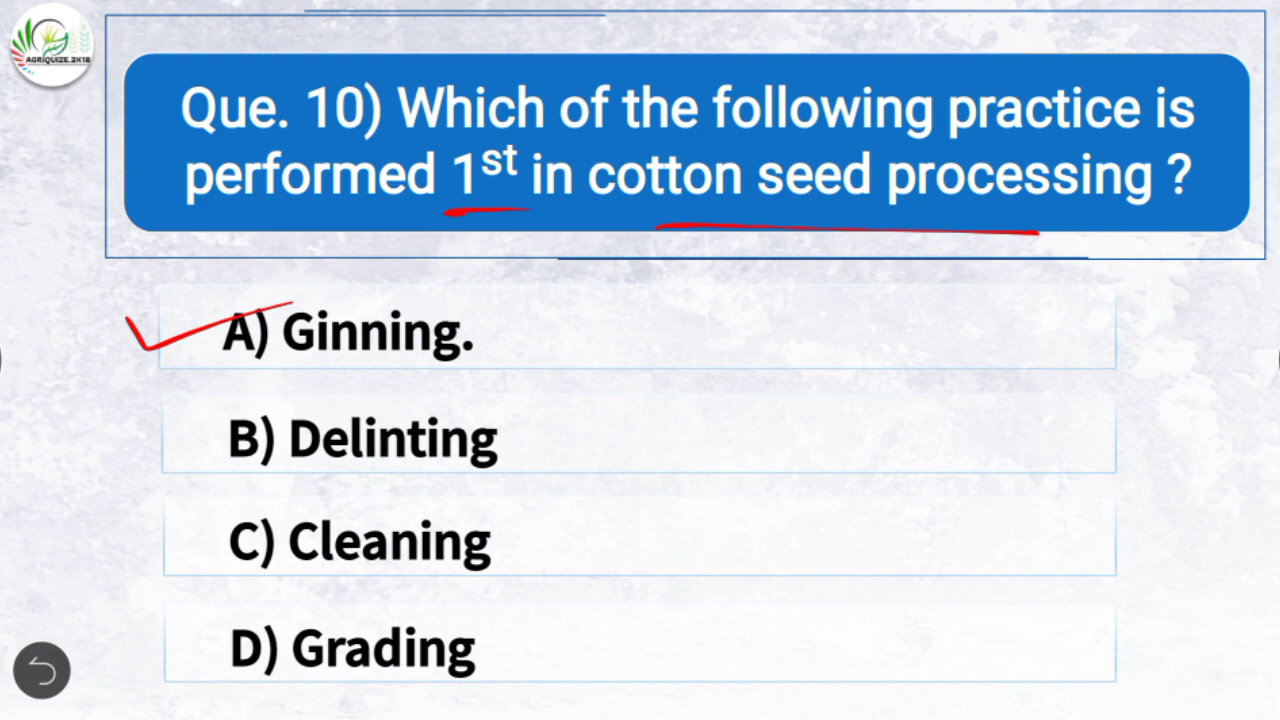 AGRIQUIZE.2K18
Que. 10) Which of the following practice is
performed 1st in cotton seed processing ?
A) Ginning.
B) Delinting
C) Cleaning
D) Grading